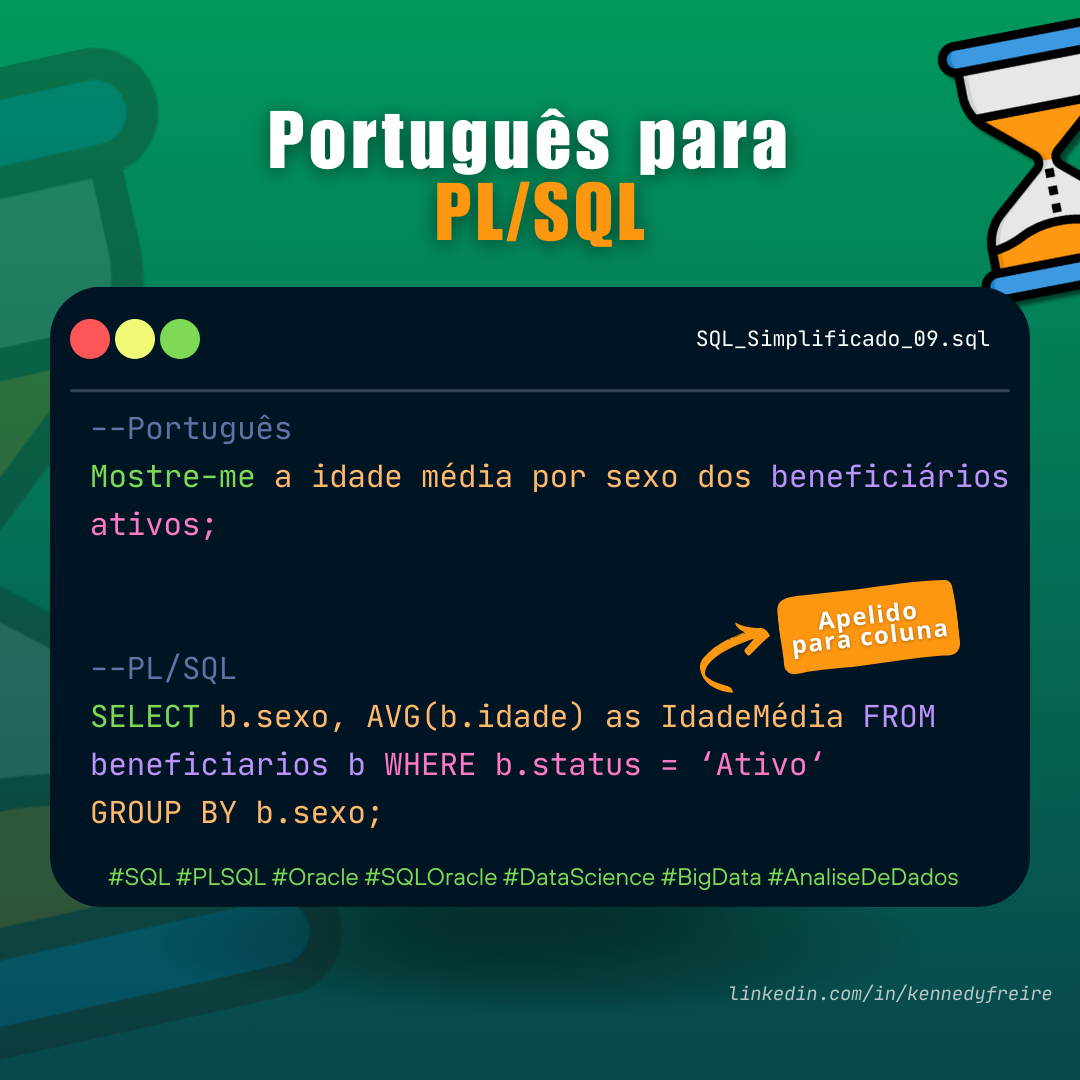 Português para
PL/SQL
SQL_Simplificado_09.sql
--Português
Mostre-me a idade média por sexo dos beneficiários
ativos;
Apelido
para coluna
--PL/SQL
SELECT b.sexo, AVG(b.idade) as IdadeMédia FROM
beneficiarios b WHERE b.status = ‘Ativo‘
GROUP BY b.sexo;
#SQL #PLSQL #Oracle #SQLOracle #DataScience #BigData #AnaliseDeDados
linkedin.com/in/kennedyfreire